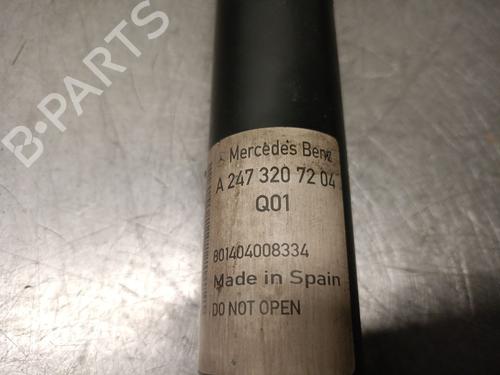 B-PARTS
Mercedes Benz
A 247 320 72 04
Q01
801404008334
Made in Spain
DO NOT OPEN